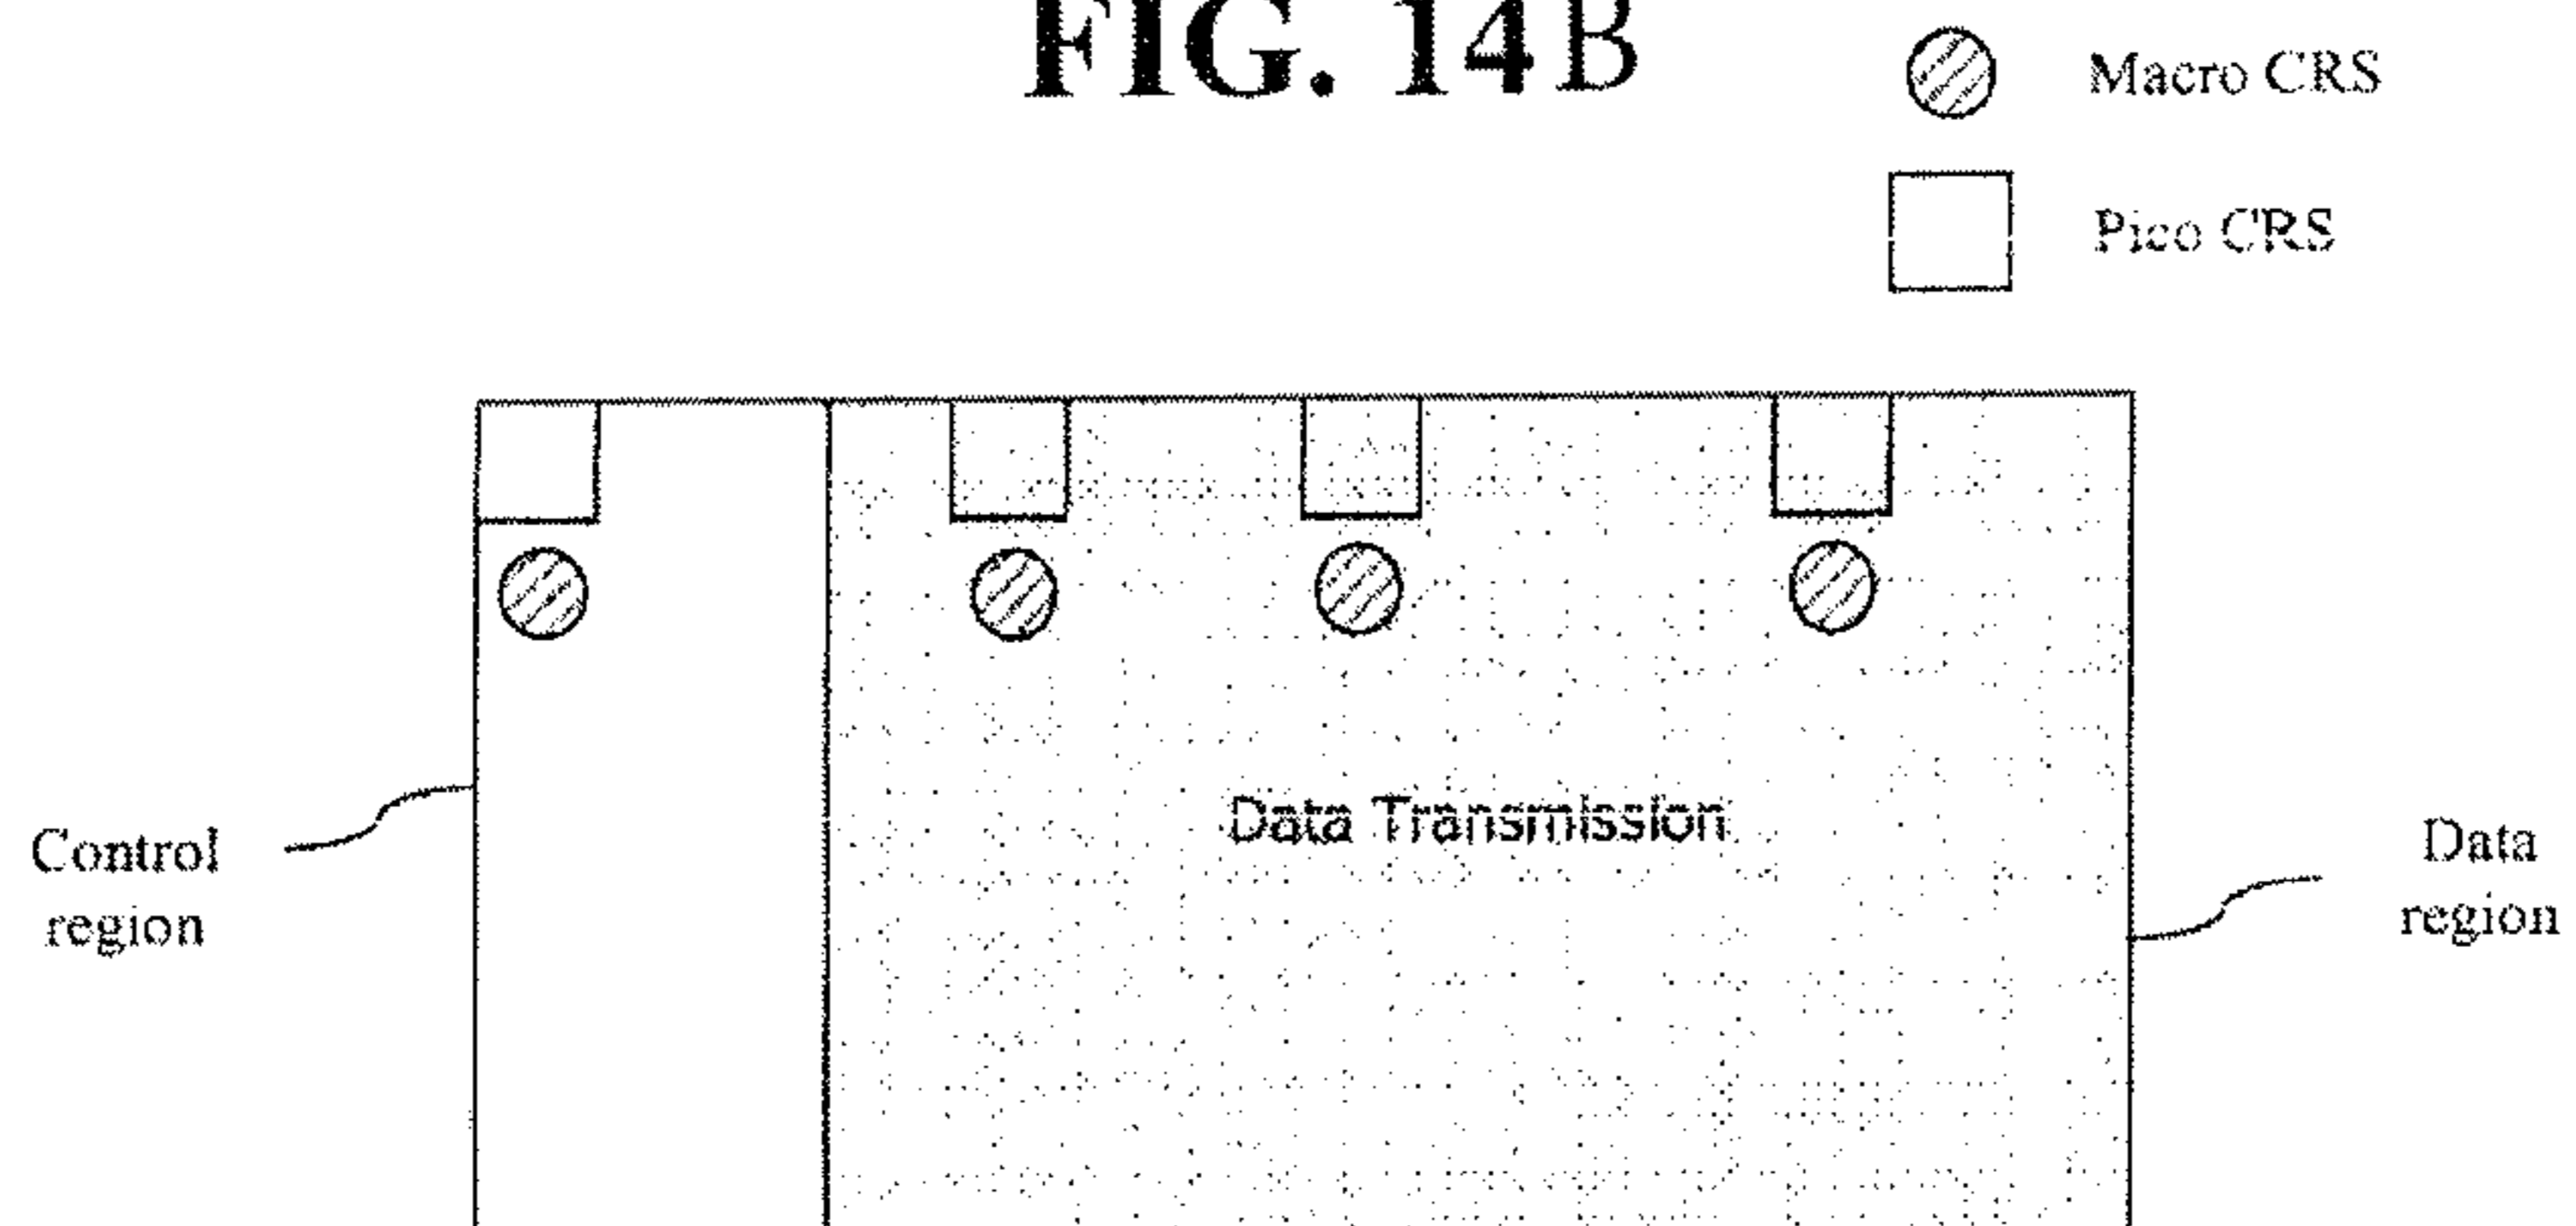 FIG. 14B
Macro CRS
Pico CRS
Data Transmission
Control
region
Data
region